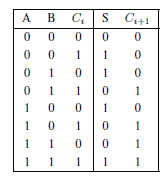 A B C_i S C_{i+1}
0 0 0 0 0
0 0 1 1 0
0 1 0 1 0
0 1 1 0 1
1 0 0 1 0
1 0 1 0 1
1 1 0 0 1
1 1 1 1 1